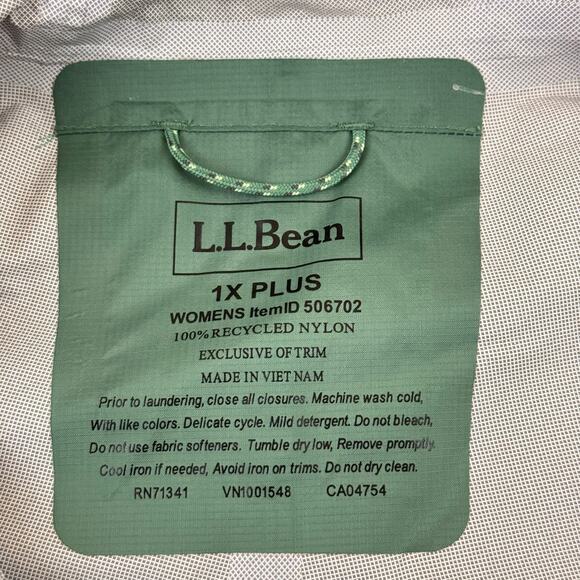 L.L.Bean
1X PLUS
WOMENS ItemID 506702
100% RECYCLED NYLON
EXCLUSIVE OF TRIM
MADE IN VIETNAM
Prior to laundering, close all closures. Machine wash cold,
With like colors. Delicate cycle. Mild detergent. Do not bleach,
Do not use fabric softeners. Tumble dry low, Remove promptly.
Cool iron if needed, Avoid iron on trims. Do not dry clean.
RN71341 VN1001548 CA04754